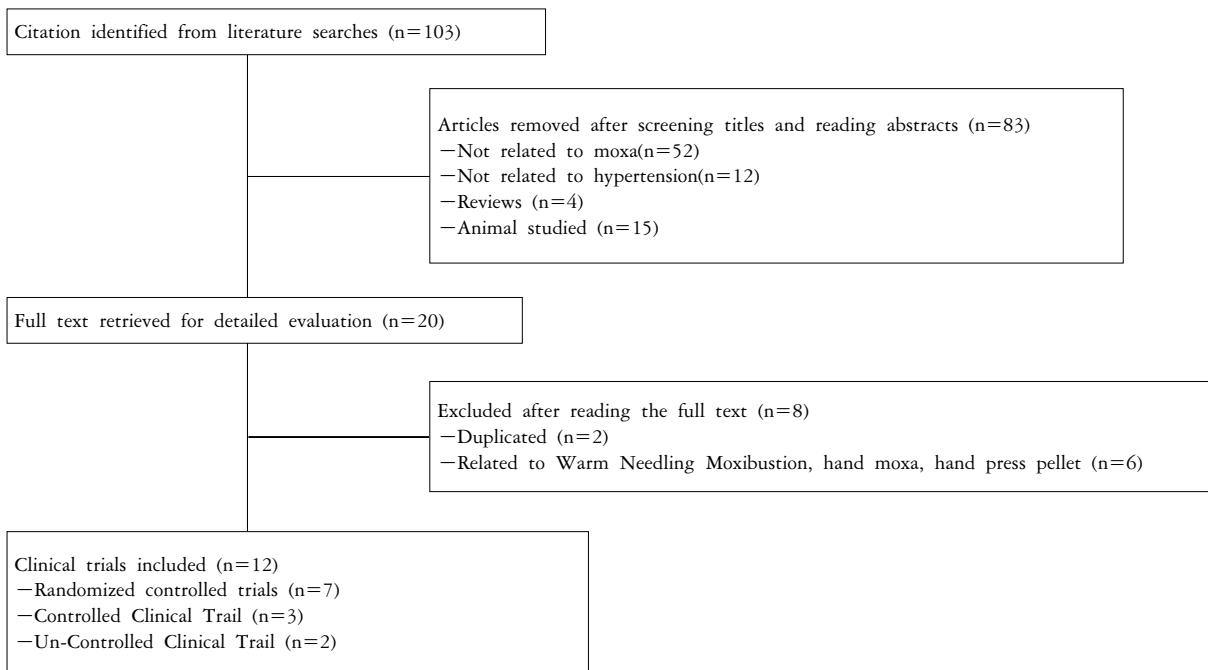 Citation identified from literature searches (n=103)
Articles removed after screening titles and reading abstracts (n=83)
－Not related to moxa(n=52)
－Not related to hypertension(n=12)
－Reviews (n=4)
－Animal studied (n=15)
Full text retrieved for detailed evaluation (n=20)
Excluded after reading the full text (n=8)
－Duplicated (n=2)
－Related to Warm Needling Moxibustion, hand moxa, hand press pellet (n=6)
Clinical trials included (n=12)
－Randomized controlled trials (n=7)
－Controlled Clinical Trail (n=3)
－Un-Controlled Clinical Trail (n=2)